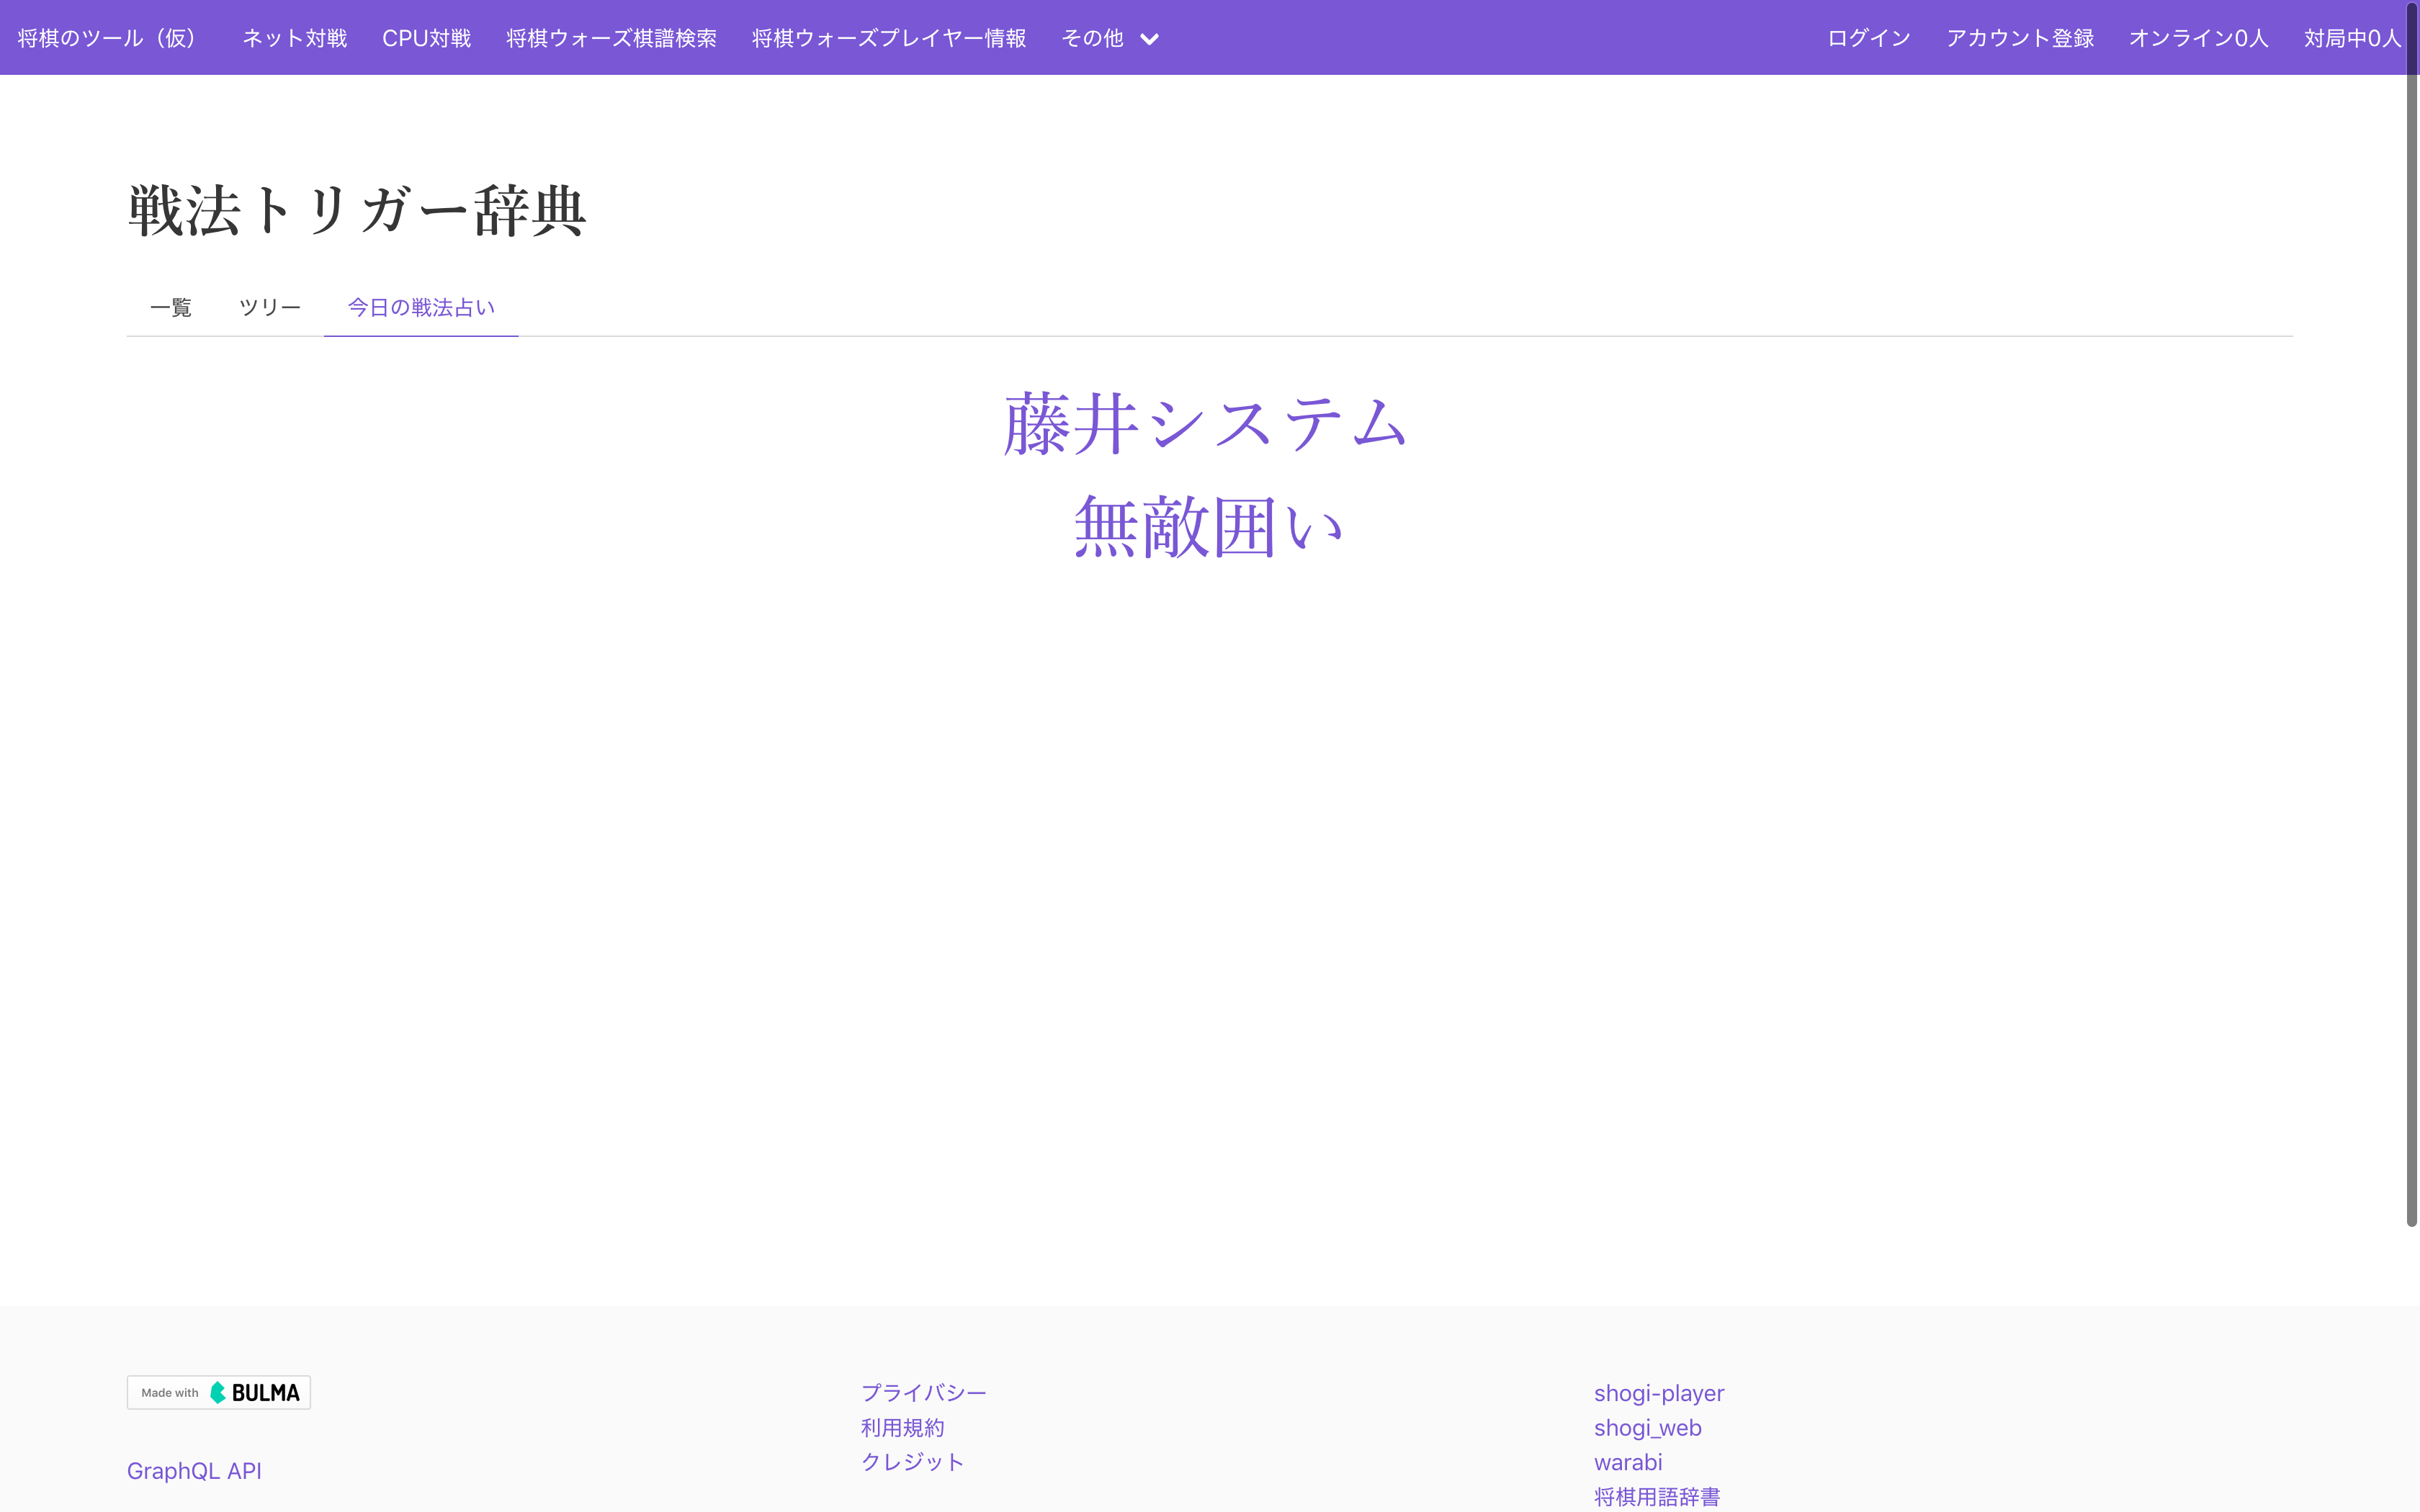 将棋のツール（仮） ネット対戦 CPU対戦 将棋ウォーズ棋譜検索 将棋ウォーズプレイヤー情報 その他 ログイン アカウント登録 オンライン0人 対局中0人
戦法トリガー辞典
一覧 ツリー 今日の戦法占い
藤井システム
無敵囲い
Made with BULMA
GraphQL API
プライバシー
利用規約
クレジット
shogi-player
shogi_web
warabi
将棋用語辞書